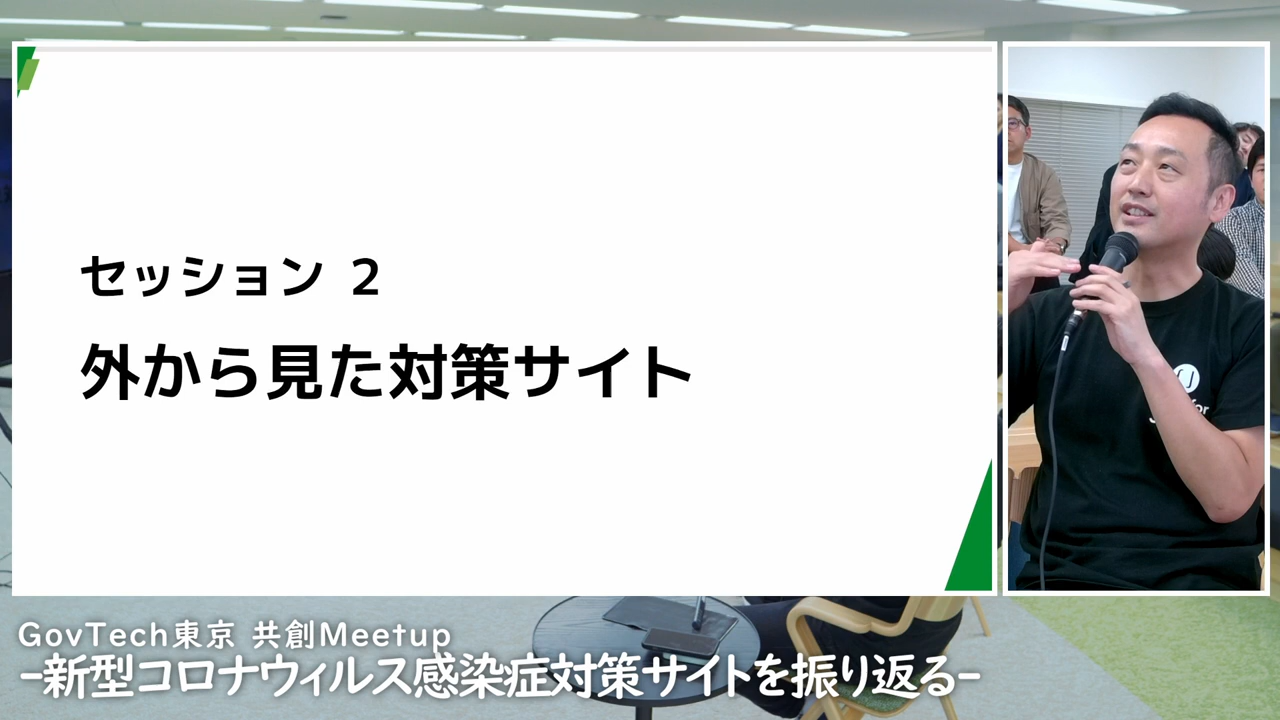 セッション 2
外から見た対策サイト
GovTech東京 共創Meetup
-新型コロナウィルス感染症対策サイトを振り返る-